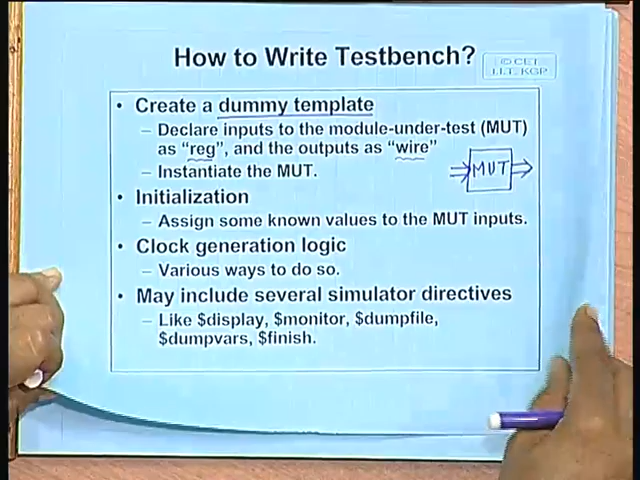 How to Write Testbench?
© CET
I.I.T. KGP
• Create a dummy template
– Declare inputs to the module-under-test (MUT)
as "reg", and the outputs as "wire"
– Instantiate the MUT.
MUT
• Initialization
– Assign some known values to the MUT inputs.
• Clock generation logic
– Various ways to do so.
• May include several simulator directives
– Like $display, $monitor, $dumpfile,
$dumpvars, $finish.